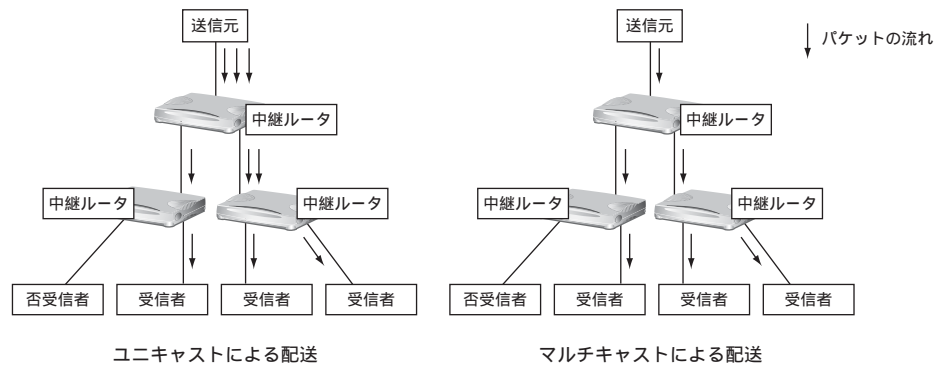 送信元
中継ルータ
中継ルータ
中継ルータ
否受信者
受信者
受信者
受信者
ユニキャストによる配送
送信元
パケットの流れ
中継ルータ
中継ルータ
中継ルータ
否受信者
受信者
受信者
受信者
マルチキャストによる配送